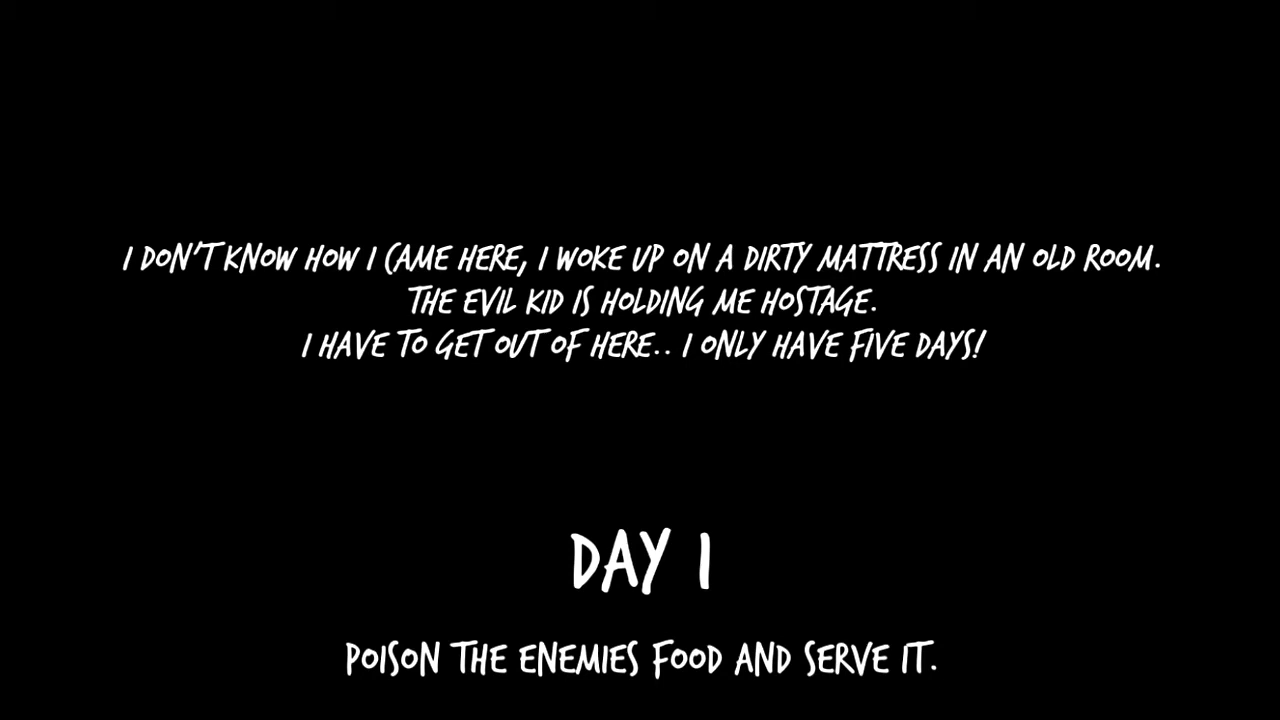 I DON'T KNOW HOW I CAME HERE, I WOKE UP ON A DIRTY MATTRESS IN AN OLD ROOM.
THE EVIL KID IS HOLDING ME HOSTAGE.
I HAVE TO GET OUT OF HERE.. I ONLY HAVE FIVE DAYS!
DAY 1
POISON THE ENEMIES FOOD AND SERVE IT.